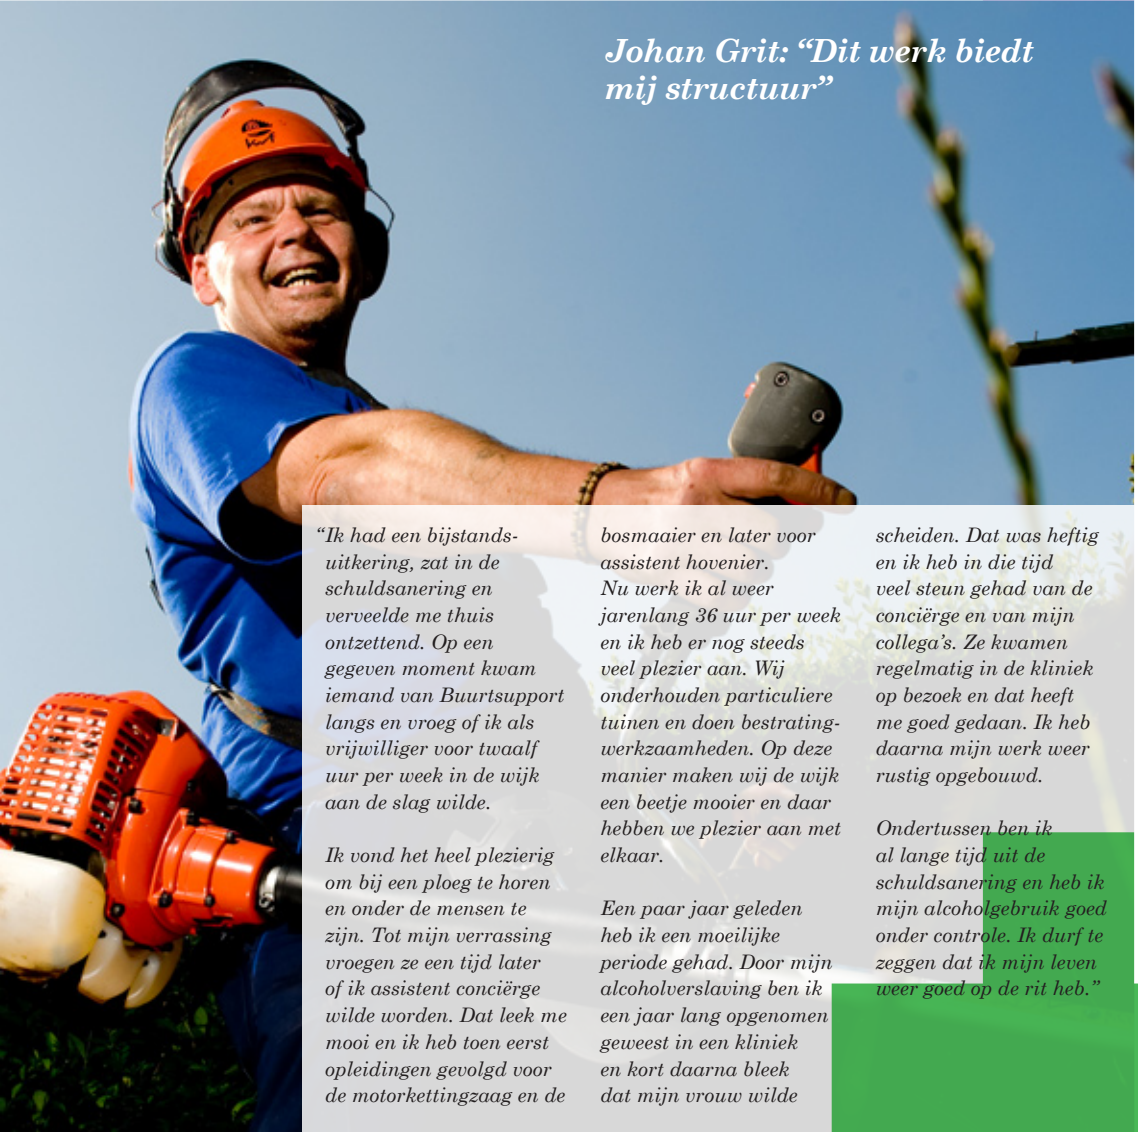 Johan Grit: “Dit werk biedt
mij structuur”
“Ik had een bijstands-
uitkering, zat in de
schuldsanering en
verveelde me thuis
ontzettend. Op een
gegeven moment kwam
iemand van Buurtsupport
langs en vroeg of ik als
vrijwilliger voor twaalf
uur per week in de wijk
aan de slag wilde.
Ik vond het heel plezierig
om bij een ploeg te horen
en onder de mensen te
zijn. Tot mijn verrassing
vroegen ze een tijd later
of ik assistent conciërge
wilde worden. Dat leek me
mooi en ik heb toen eerst
opleidingen gevolgd voor
de motorkettingzaag en de
bosmaaier en later voor
assistent hovenier.
Nu werk ik al weer
jarenlang 36 uur per week
en ik heb er nog steeds
veel plezier aan. Wij
onderhouden particuliere
tuinen en doen bestrating-
werkzaamheden. Op deze
manier maken wij de wijk
een beetje mooier en daar
hebben we plezier aan met
elkaar.
Een paar jaar geleden
heb ik een moeilijke
periode gehad. Door mijn
alcoholverslaving ben ik
een jaar lang opgenomen
geweest in een kliniek
en kort daarna bleek
dat mijn vrouw wilde
scheiden. Dat was heftig
en ik heb in die tijd
veel steun gehad van de
conciërge en van mijn
collega’s. Ze kwamen
regelmatig in de kliniek
op bezoek en dat heeft
me goed gedaan. Ik heb
daarna mijn werk weer
rustig opgebouwd.
Ondertussen ben ik
al lange tijd uit de
schuldsanering en heb ik
mijn alcoholgebruik goed
onder controle. Ik durf te
zeggen dat ik mijn leven
weer goed op de rit heb.”